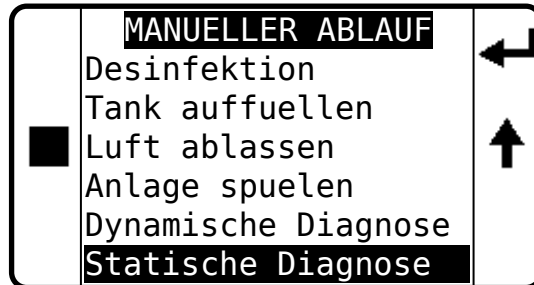 MANUELLER ABLAUF
Desinfektion
Tank auffuellen
Luft ablassen
Anlage spuelen
Dynamische Diagnose
Statische Diagnose